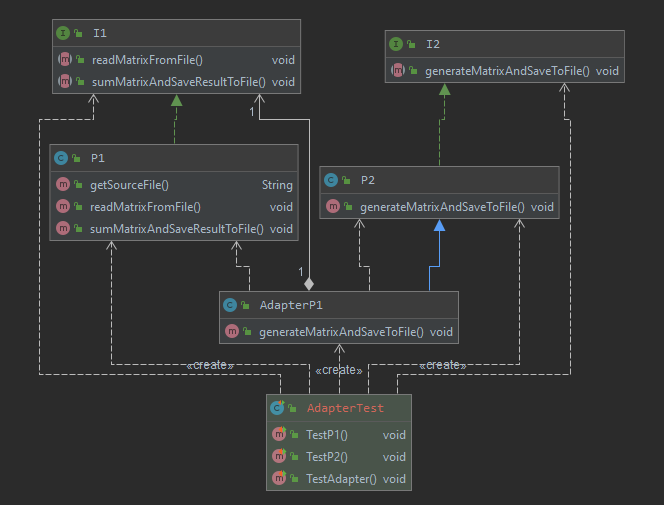 I1
readMatrixFromFile() void
sumMatrixAndSaveResultToFile() void
I2
generateMatrixAndSaveToFile() void
1
P1
getSourceFile() String
readMatrixFromFile() void
sumMatrixAndSaveResultToFile() void
P2
generateMatrixAndSaveToFile() void
1
AdapterP1
generateMatrixAndSaveToFile() void
«create» «create» «create»
AdapterTest
TestP1() void
TestP2() void
TestAdapter() void